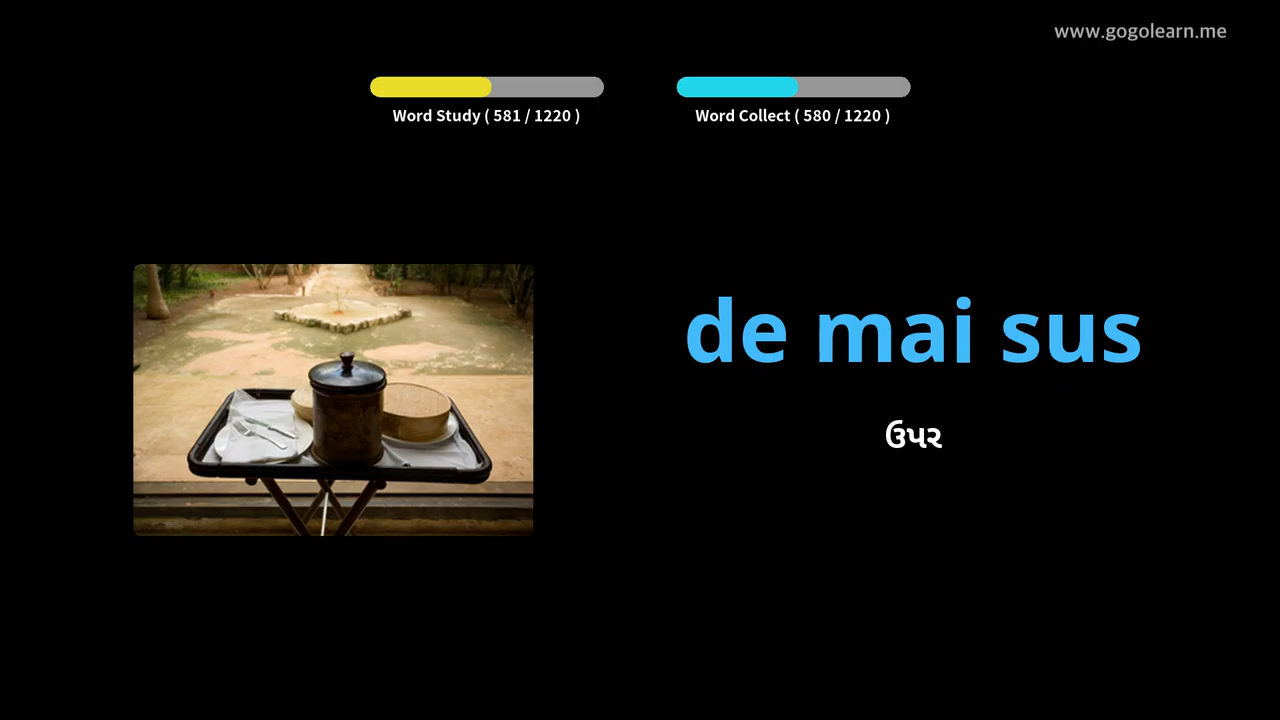 www.gogolearn.me
Word Study ( 581 / 1220 )
Word Collect ( 580 / 1220 )
de mai sus
ઉપર